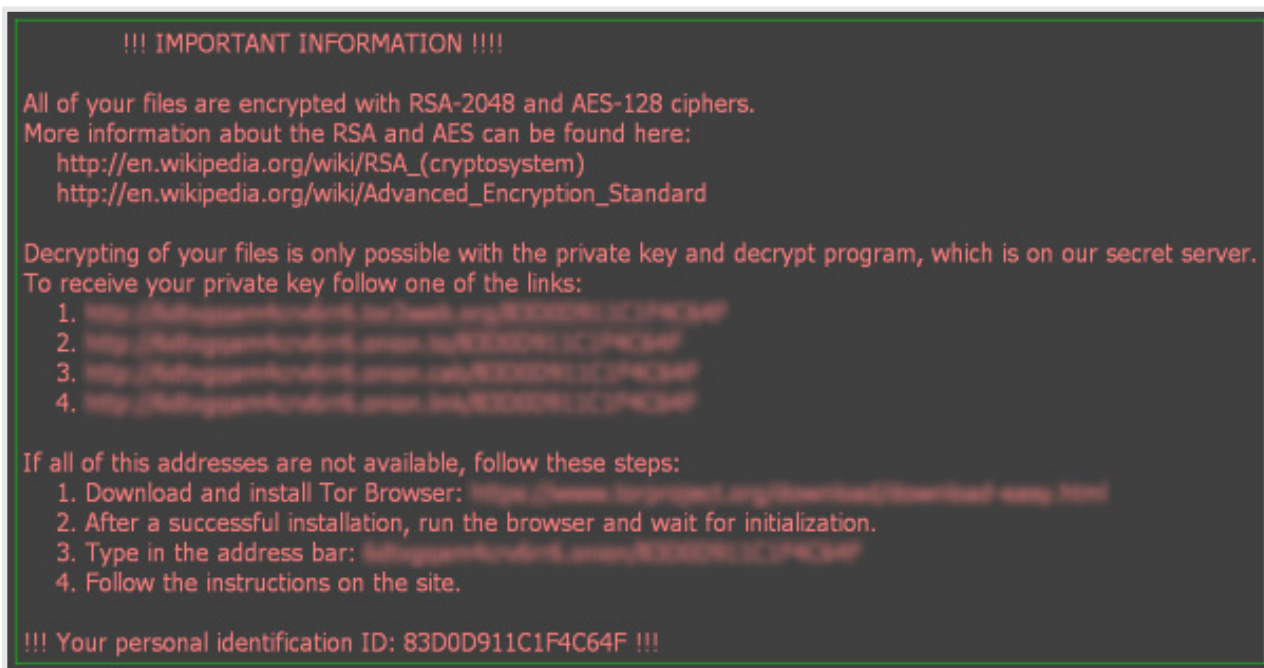 !!! IMPORTANT INFORMATION !!!!
All of your files are encrypted with RSA-2048 and AES-128 ciphers.
More information about the RSA and AES can be found here:
http://en.wikipedia.org/wiki/RSA_(cryptosystem)
http://en.wikipedia.org/wiki/Advanced_Encryption_Standard
Decrypting of your files is only possible with the private key and decrypt program, which is on our secret server.
To receive your private key follow one of the links:
1.
2.
3.
4.
If all of this addresses are not available, follow these steps:
1. Download and install Tor Browser:
2. After a successful installation, run the browser and wait for initialization.
3. Type in the address bar:
4. Follow the instructions on the site.
!!! Your personal identification ID: 83D0D911C1F4C64F !!!